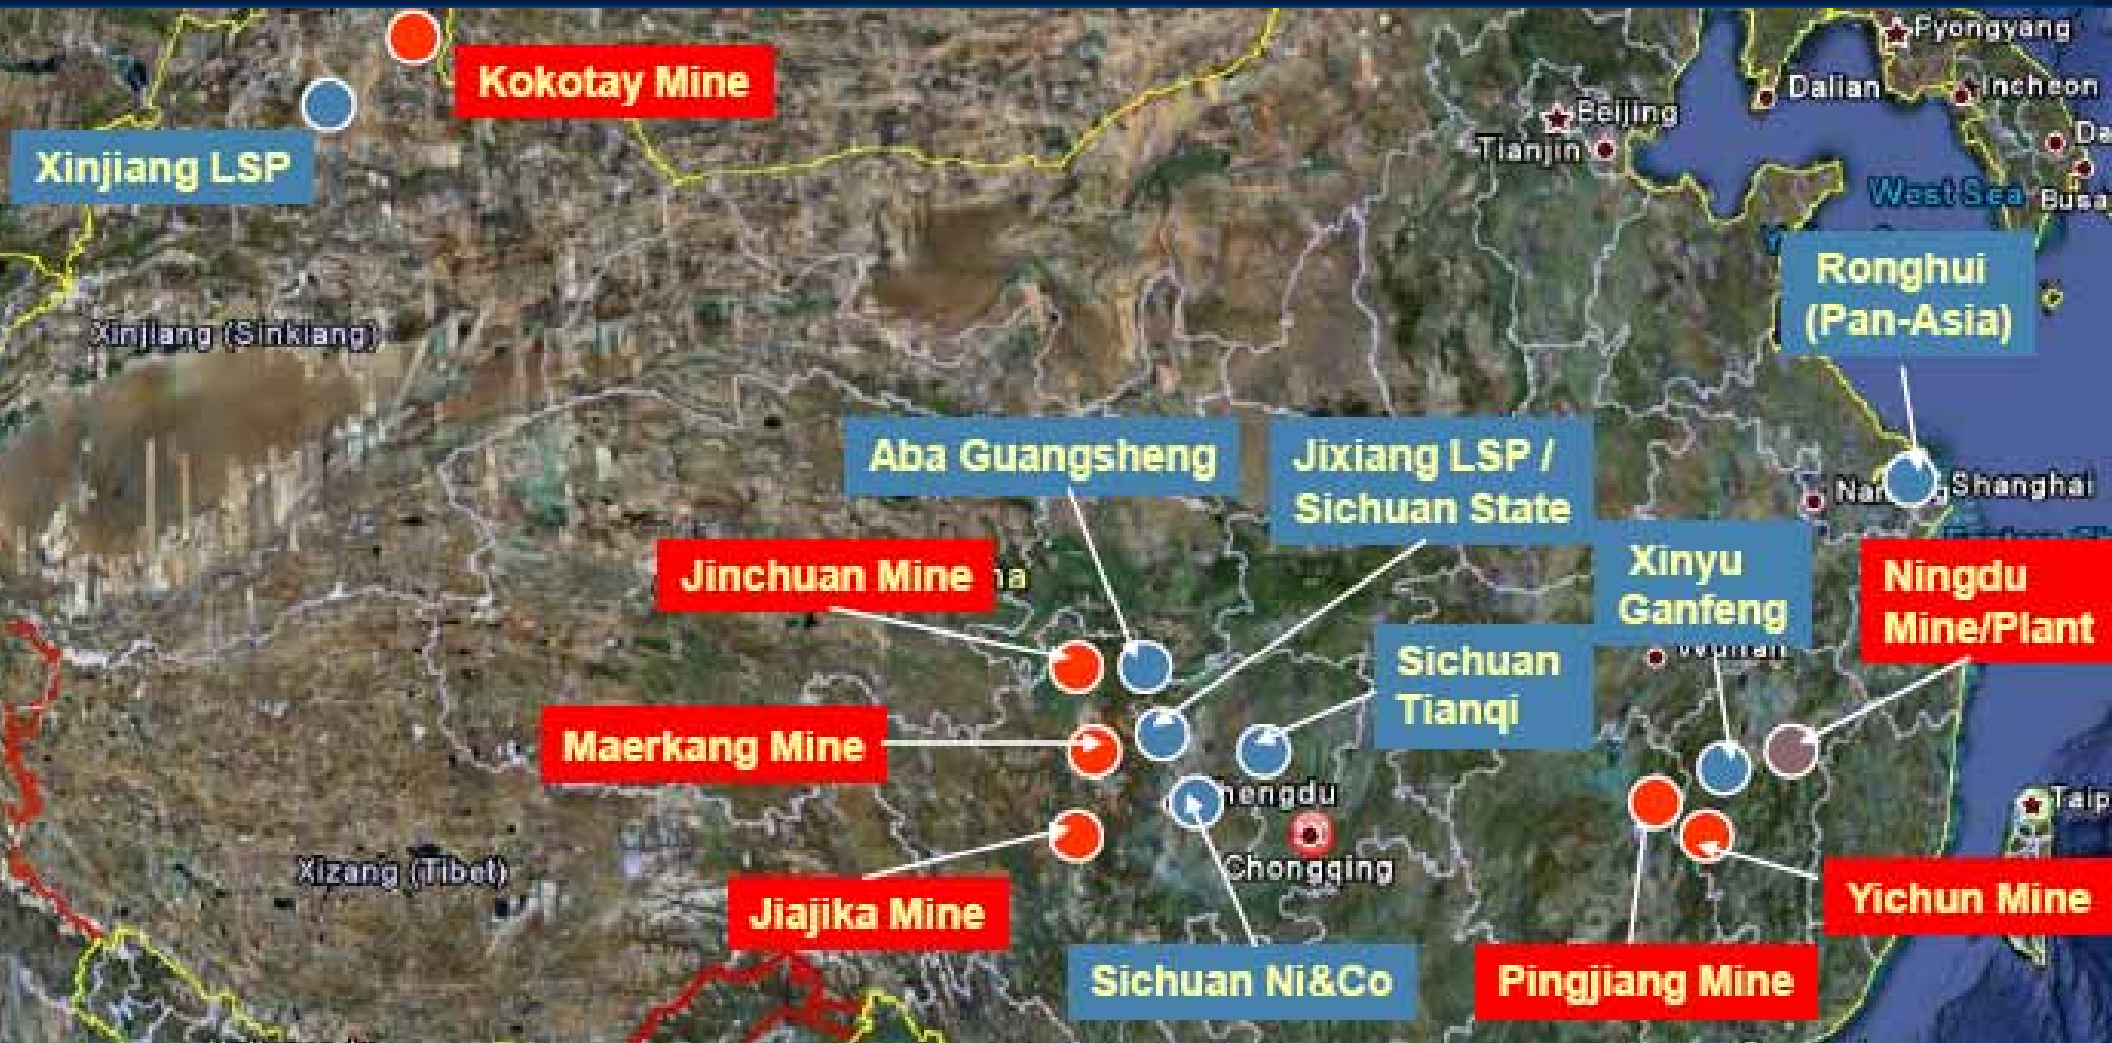 Pyongyang
Kokotay Mine
Dalian
Incheon
Beijing
Tianjin
Xinjiang LSP
West Sea
Ronghui
(Pan-Asia)
Xinjiang (Sinkiang)
Aba Guangsheng
Jixiang LSP /
Sichuan State
Shanghai
Jinchuan Mine
Xinyu
Ganfeng
Ningdu
Mine/Plant
Sichuan
Tianqi
Maerkang Mine
Chongqing
Xizang (Tibet)
Jiajika Mine
Yichun Mine
Sichuan Ni&Co
Pingjiang Mine